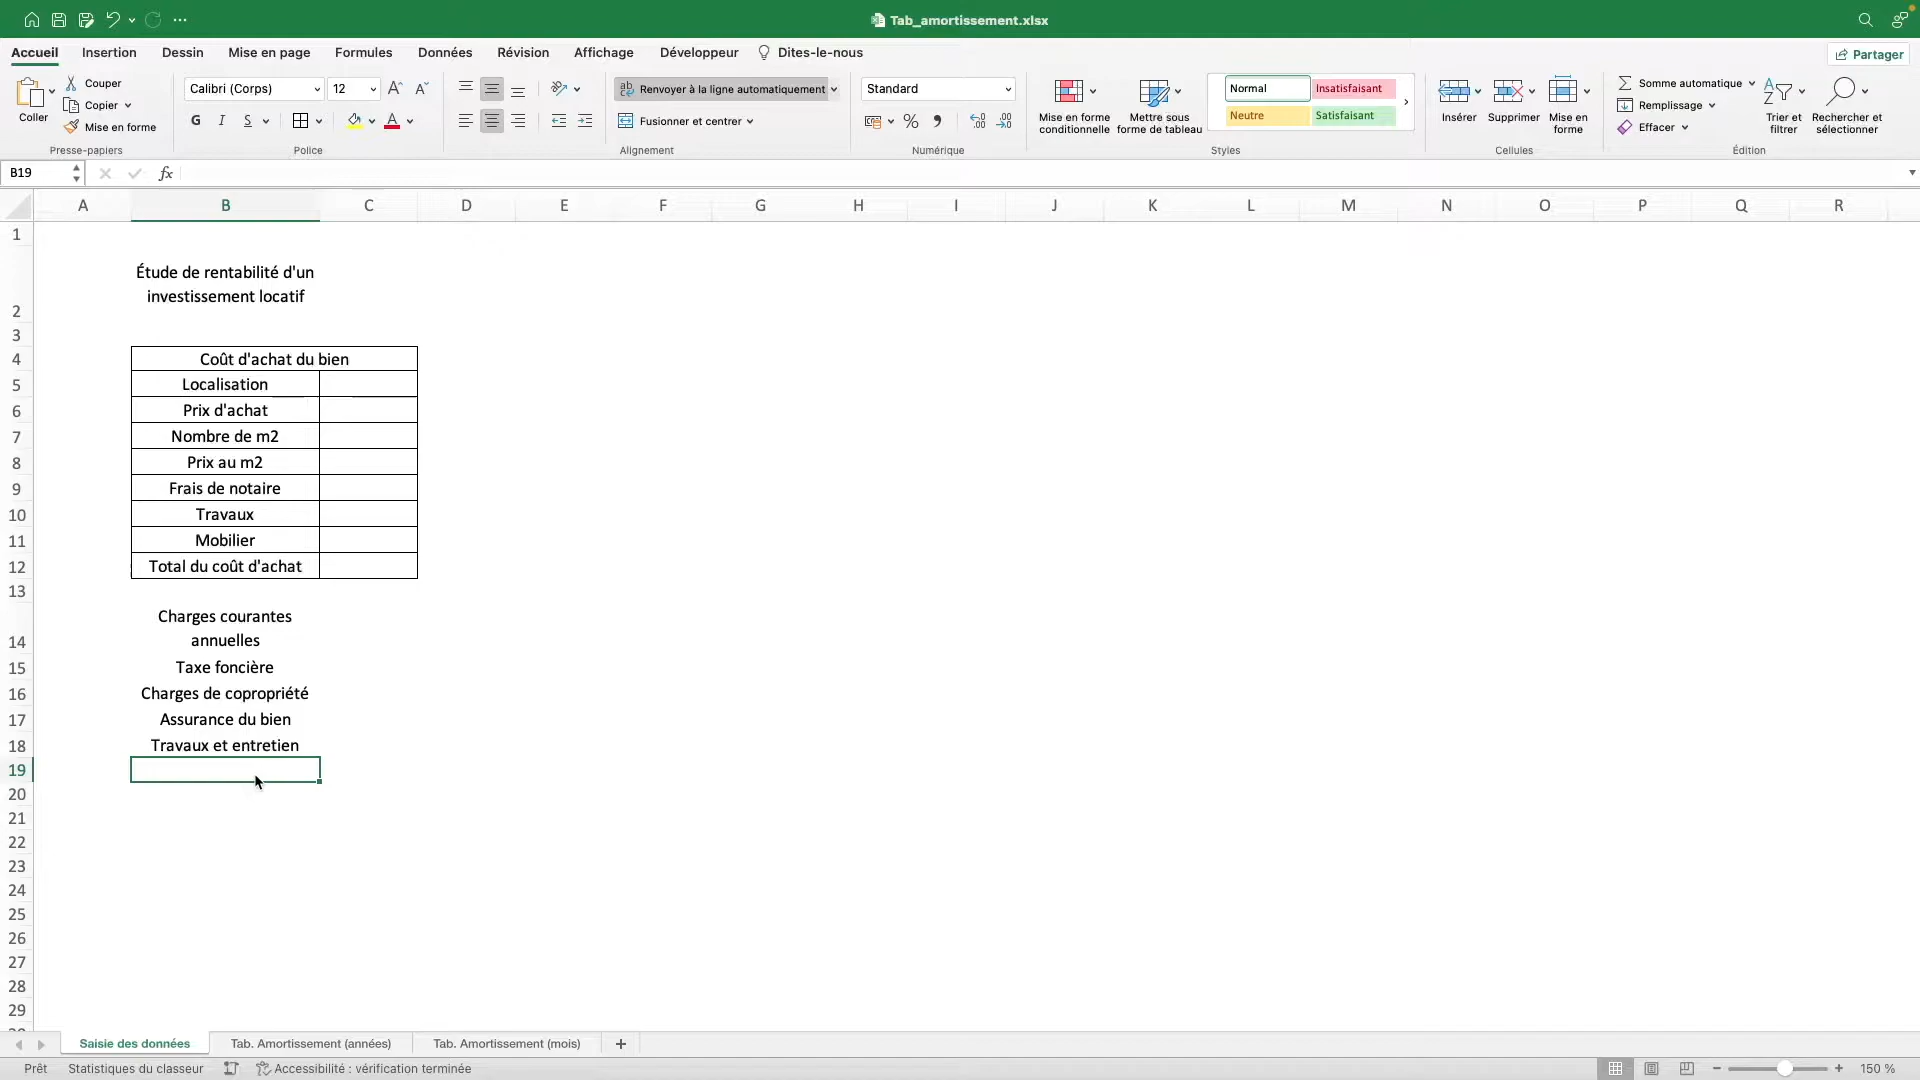 Tab_amortissement.xlsx
Accueil Insertion Dessin Mise en page Formules Données Révision Affichage Développeur Dites-le-nous Partager
Coller
Couper
Copier
Mise en forme
Presse-papiers
Calibri (Corps) 12
G I S
Police
Renvoyer à la ligne automatiquement
Fusionner et centrer
Alignement
Standard
Numérique
Mise en forme
conditionnelle
Mettre sous
forme de tableau
Normal Insatisfaisant
Neutre Satisfaisant
Styles
Insérer Supprimer Mise en
forme
Cellules
Somme automatique
Remplissage
Effacer
Trier et
filtrer
Rechercher et
sélectionner
Édition
B19 fx
A B C D E F G H I J K L M N O P Q R
1
Étude de rentabilité d'un
investissement locatif
2
3
4 Coût d'achat du bien
5 Localisation
6 Prix d'achat
7 Nombre de m2
8 Prix au m2
9 Frais de notaire
10 Travaux
11 Mobilier
12 Total du coût d'achat
13
Charges courantes
14 annuelles
15 Taxe foncière
16 Charges de copropriété
17 Assurance du bien
18 Travaux et entretien
19
20
21
22
23
24
25
26
27
28
29
Saisie des données Tab. Amortissement (années) Tab. Amortissement (mois) +
Prêt Statistiques du classeur Accessibilité : vérification terminée 150 %